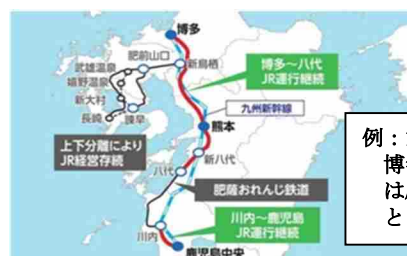 博多
肥前山口
武雄温泉
新鳥栖
嬉野温泉
新大村
長崎
諫早
博多～八代
JR運行継続
九州新幹線
熊本
上下分離により
JR経営存続
新八代
八代
肥薩おれんじ鉄道
川内～鹿児島
JR運行継続
川内
鹿児島中央
例：
博
は
と